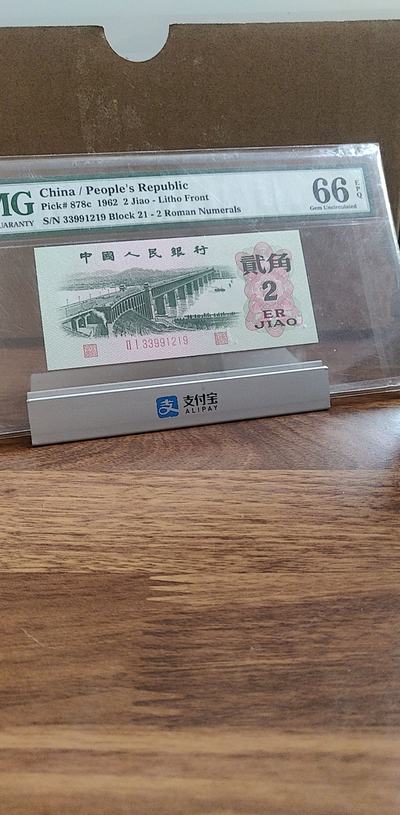 MG
GUARANTY
China / People's Republic
Pick# 878c 1962 2 Jiao - Litho Front
S/N 33991219 Block 21 - 2 Roman Numerals
66 EPQ
Gem Uncirculated
中國人民銀行
貳角
2
ER
JIAO
II I 33991219
支 支付宝
ALIPAY